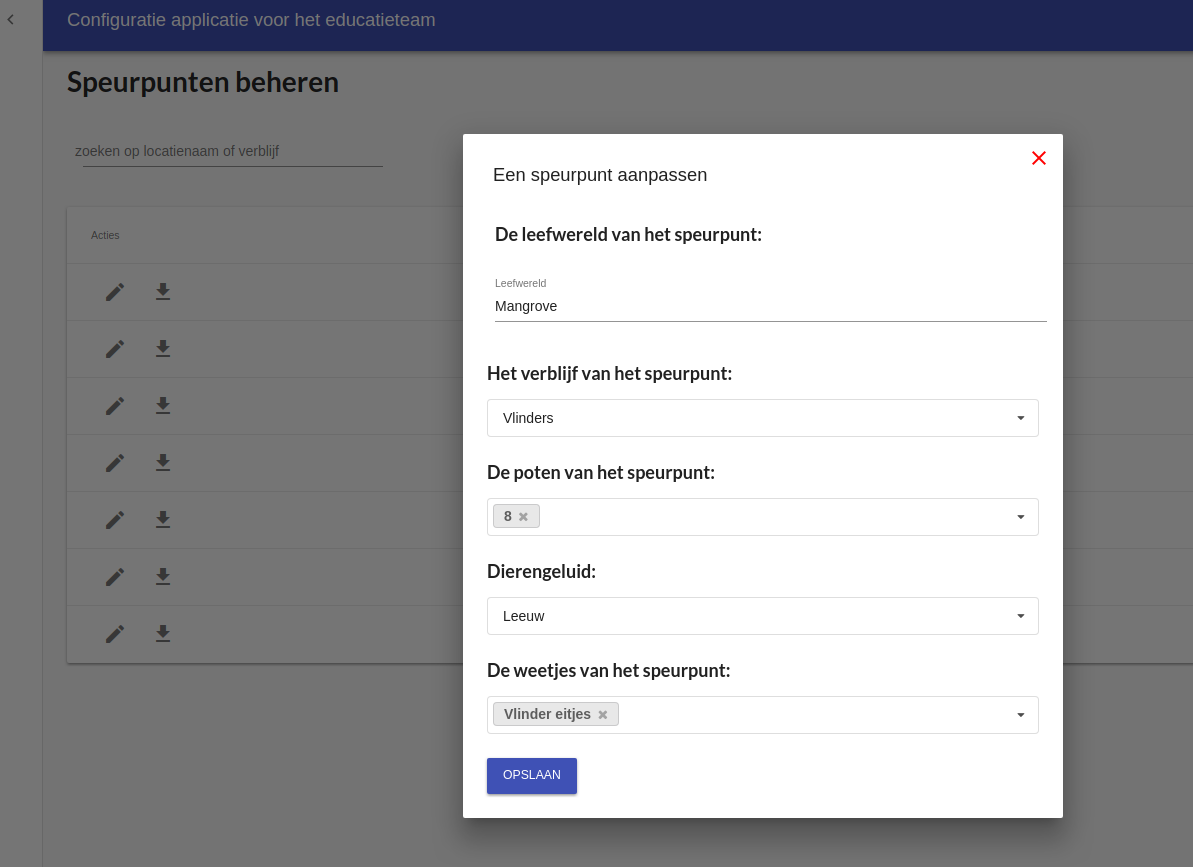 Configuratie applicatie voor het educatieteam
Speurpunten beheren
zoeken op locatienaam of verblijf
Acties
Een speurpunt aanpassen
De leefwereld van het speurpunt:
Leefwereld
Mangrove
Het verblijf van het speurpunt:
Vlinders
De poten van het speurpunt:
8
Dierengeluid:
Leeuw
De weetjes van het speurpunt:
Vlinder eitjes
OPSLAAN